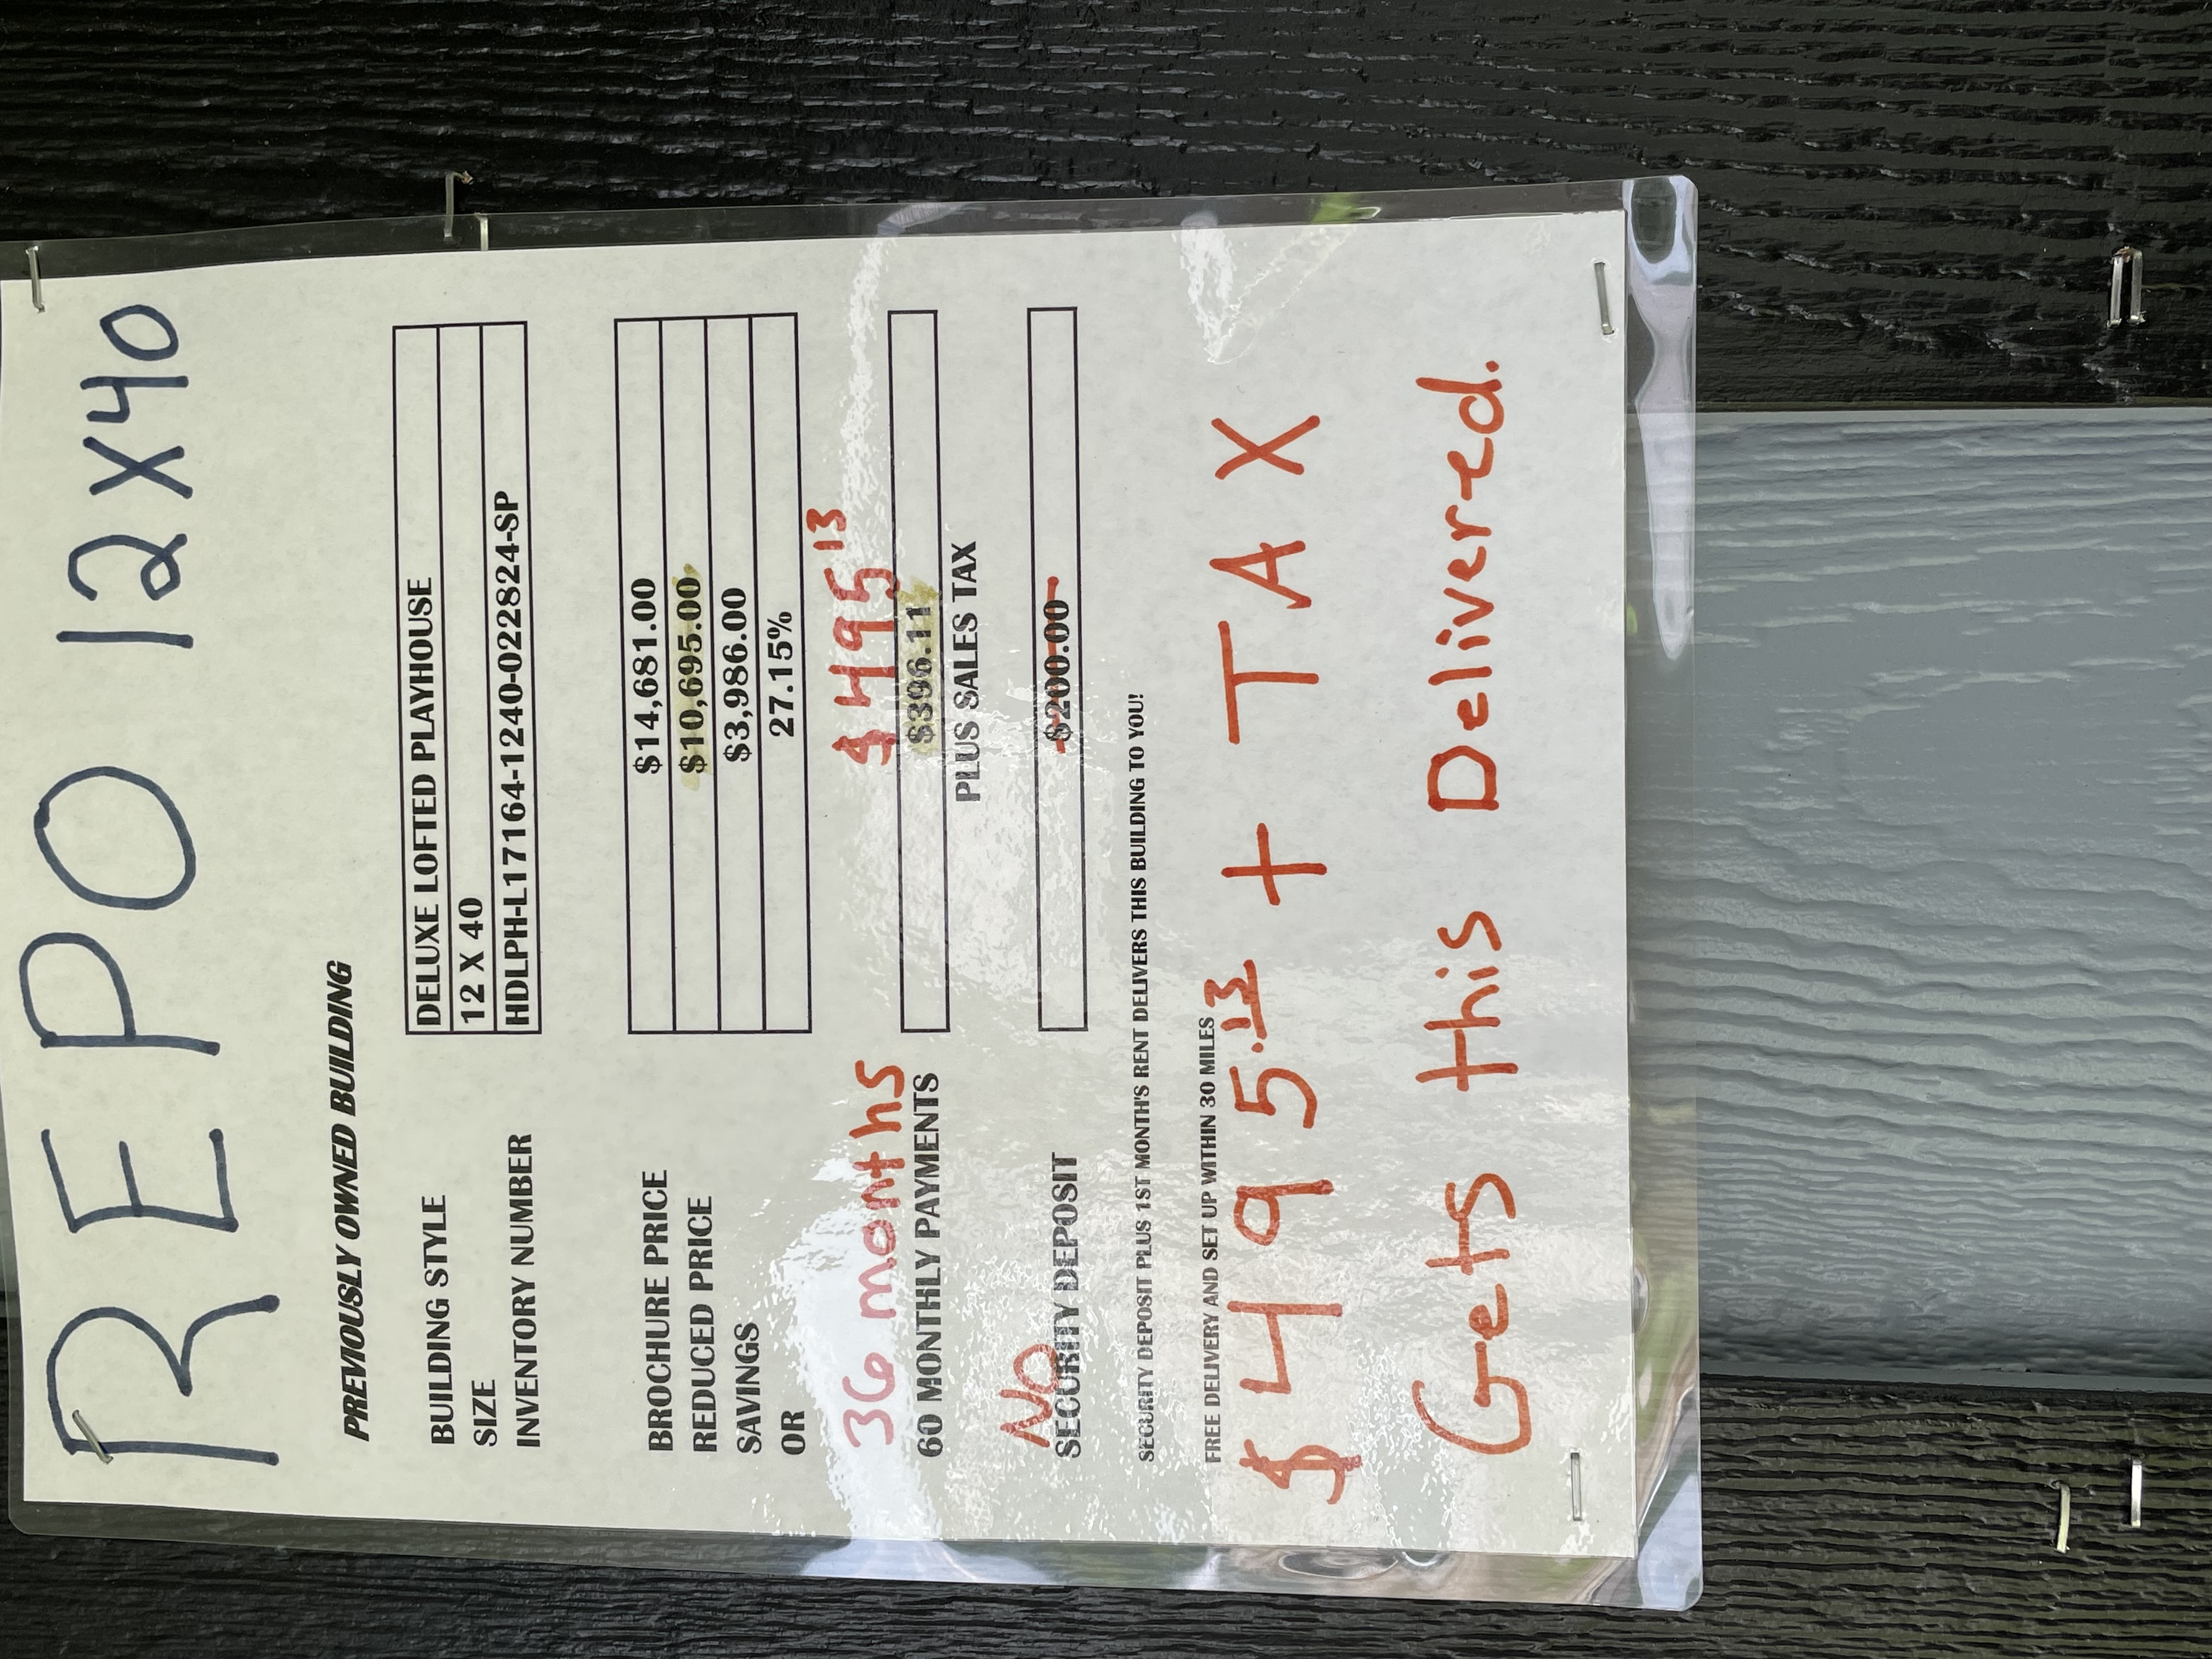 REPO 12X40
PREVIOUSLY OWNED BUILDING
BUILDING STYLE DELUXE LOFTED PLAYHOUSE
SIZE 12 X 40
INVENTORY NUMBER HDLPH-L17164-1240-022824-SP
BROCHURE PRICE $14,681.00
REDUCED PRICE $10,695.00
SAVINGS $3,986.00
OR 27.15%
36 months $495 13
60 MONTHLY PAYMENTS $396.11
PLUS SALES TAX
NO
SECURITY DEPOSIT $200.00
SECURITY DEPOSIT PLUS 1ST MONTH'S RENT DELIVERS THIS BUILDING TO YOU!
FREE DELIVERY AND SET UP WITHIN 30 MILES
$495.13 + TAX
Gets this Delivered.